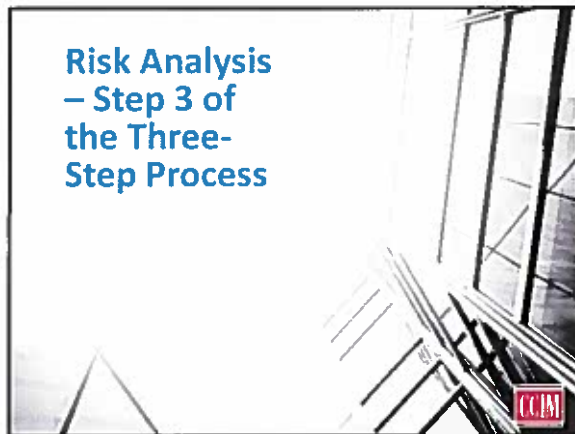 Risk Analysis
– Step 3 of
the Three-
Step Process
CCIM